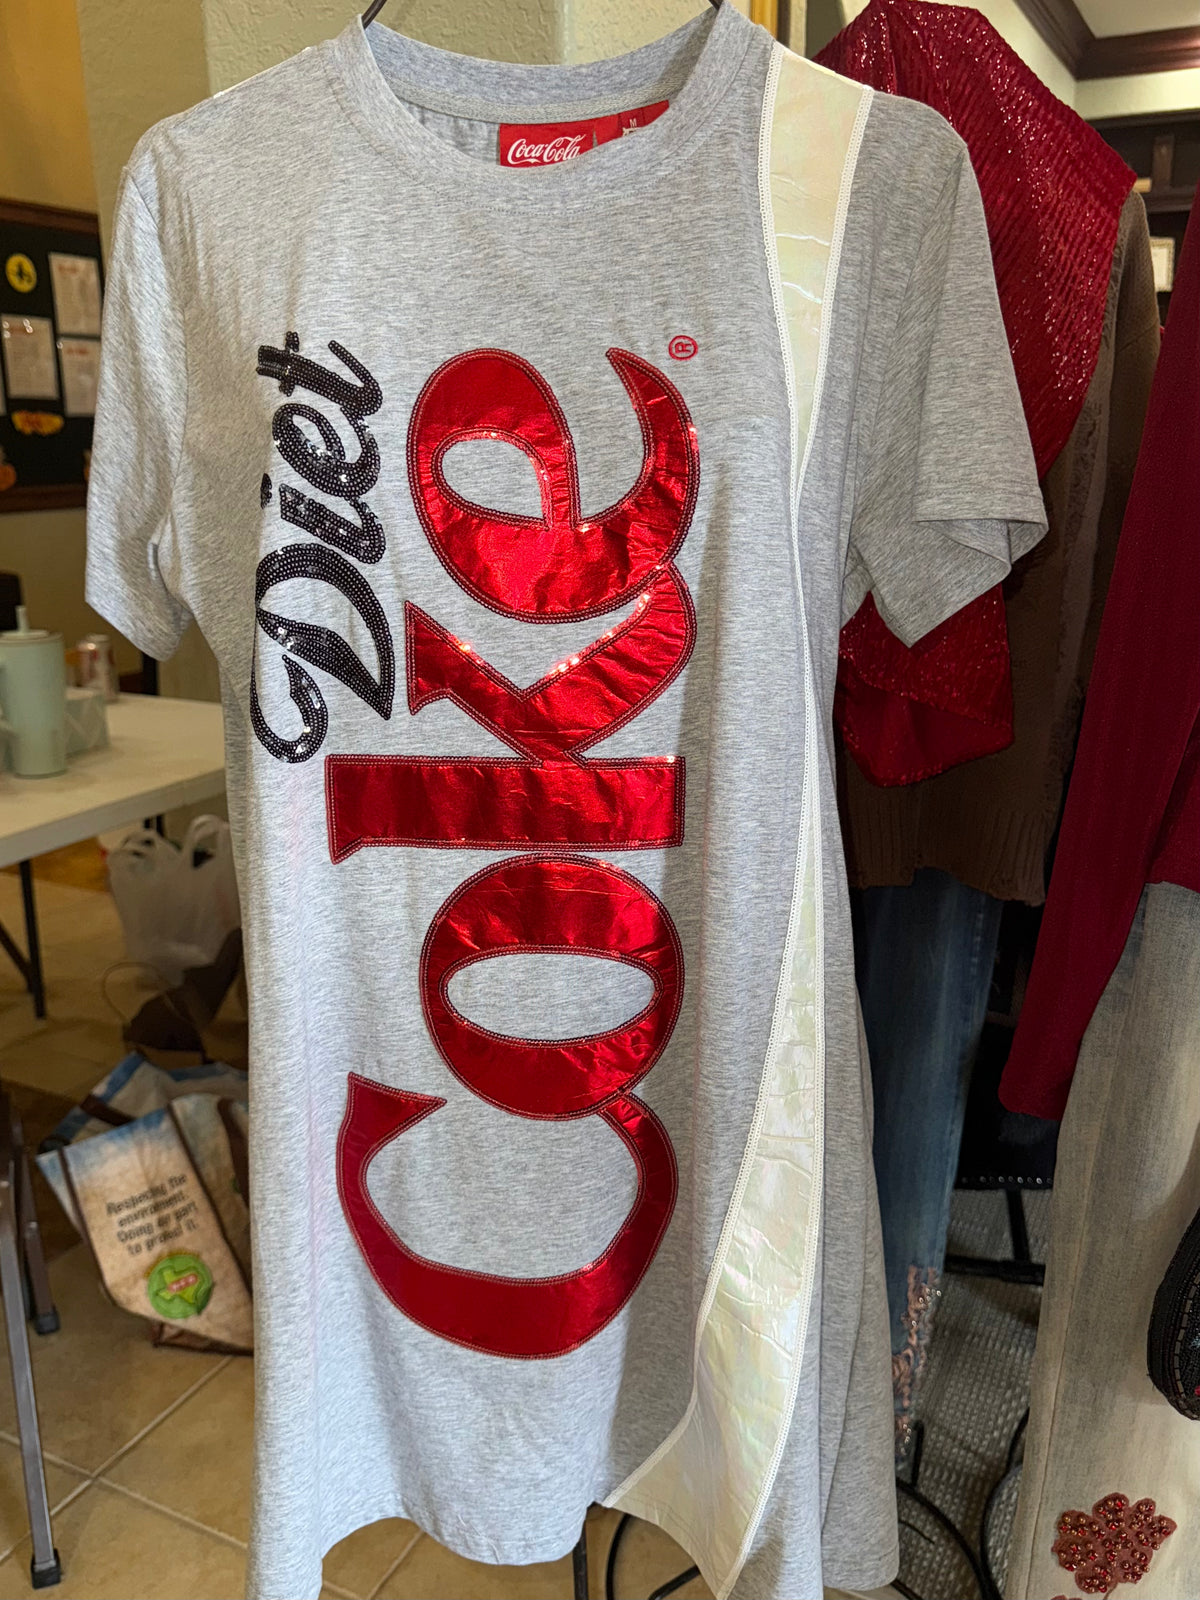 Coca-Cola
M
Diet
Coke®
Respecting the
environment.
Doing our part
to protect it.
H-E-B